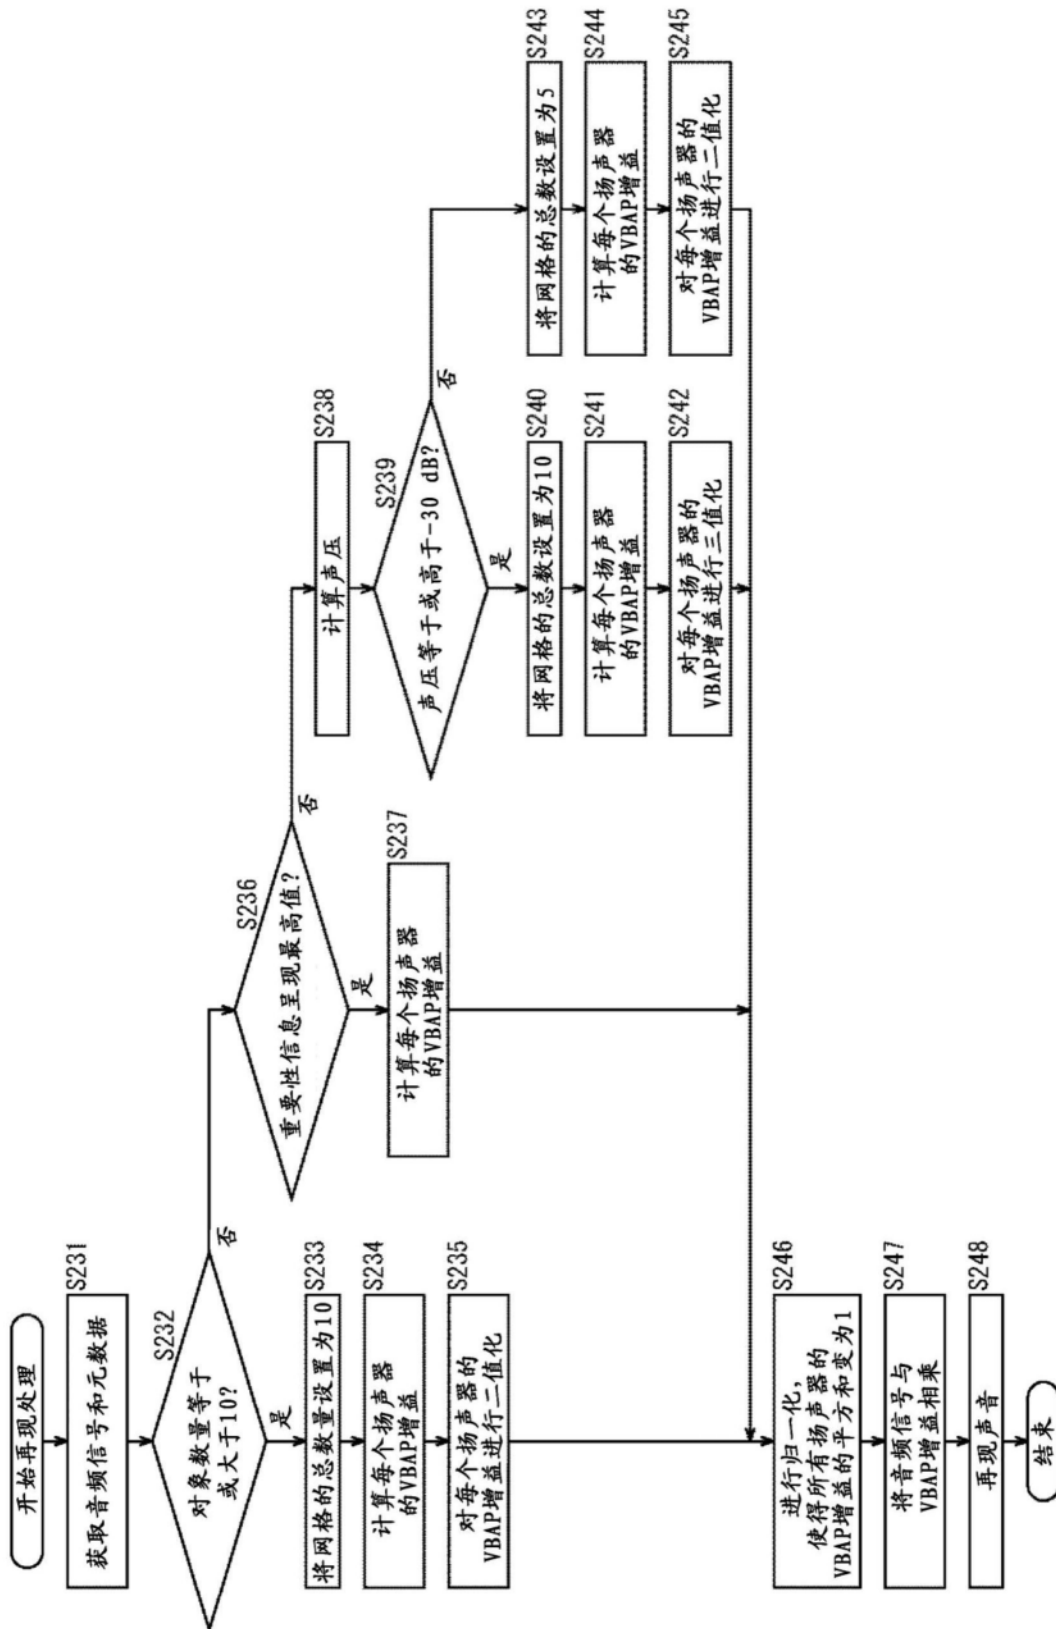 开始再现处理
S231
获取音频信号和元数据
S232
对象数量等于
或大于10?
是
否
S233
将网格的总数量设置为10
S234
计算每个扬声器
的VBAP增益
S235
对每个扬声器的
VBAP增益进行二值化
S236
重要性信息呈现最高值?
是
否
S237
计算每个扬声器
的VBAP增益
S238
计算声压
S239
声压等于或高于-30 dB?
是
否
S240
将网格的总数设置为10
S241
计算每个扬声器
的VBAP增益
S242
对每个扬声器的
VBAP增益进行三值化
S243
将网格的总数设置为5
S244
计算每个扬声器
的VBAP增益
S245
对每个扬声器的
VBAP增益进行二值化
S246
进行归一化,
使得所有扬声器的
VBAP增益的平方和变为1
S247
将音频信号与
VBAP增益相乘
S248
再现声音
结束